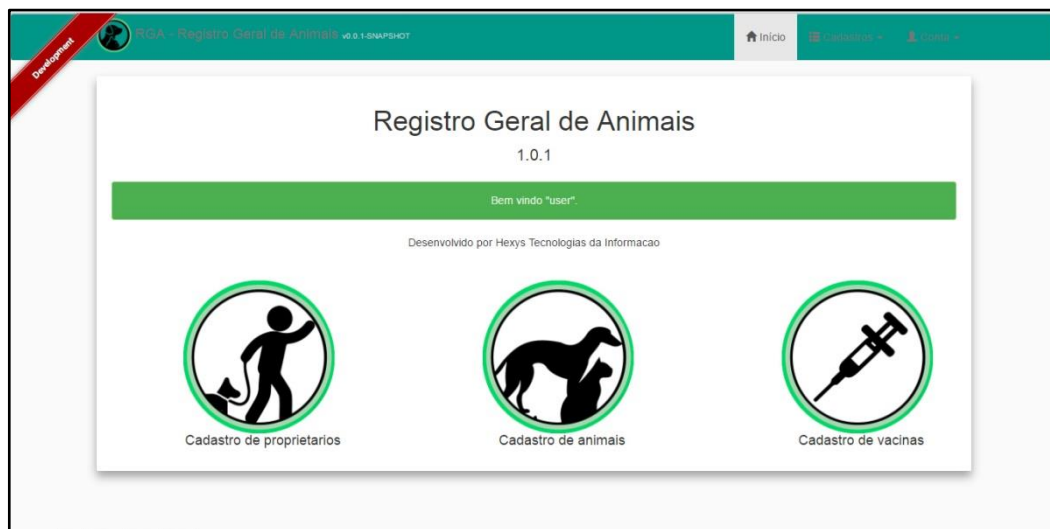 Development
RGA - Registro Geral de Animais v0.0.1-SNAPSHOT
Início
Cadastros
Conta
Registro Geral de Animais
1.0.1
Bem vindo "user".
Desenvolvido por Hexys Tecnologias da Informacao
Cadastro de proprietarios
Cadastro de animais
Cadastro de vacinas